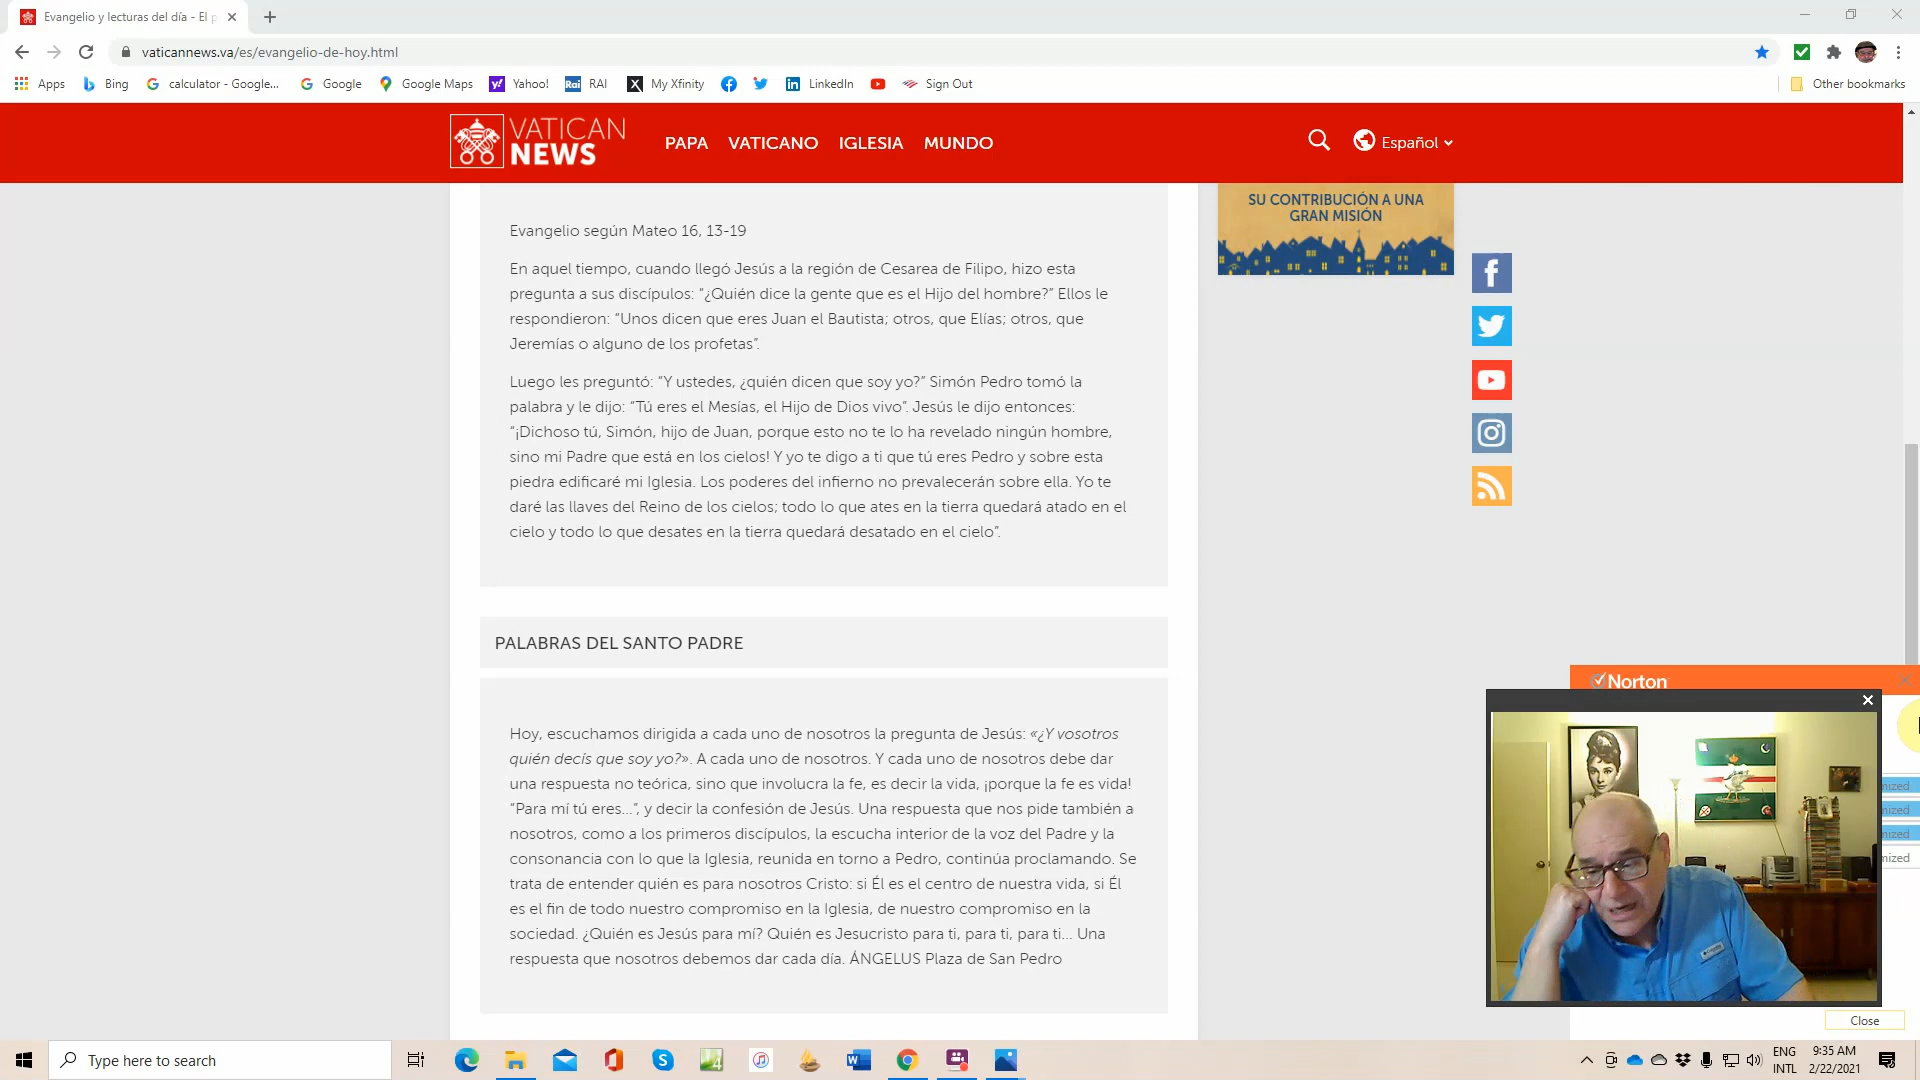 Evangelio y lecturas del día - El p
vaticannews.va/es/evangelio-de-hoy.html
Apps
Bing
calculator - Google...
Google
Google Maps
Yahoo!
RAI
My Xfinity
LinkedIn
Sign Out
Other bookmarks
VATICAN
NEWS
PAPA
VATICANO
IGLESIA
MUNDO
Español
SU CONTRIBUCIÓN A UNA
GRAN MISIÓN
Evangelio según Mateo 16, 13-19
En aquel tiempo, cuando llegó Jesús a la región de Cesarea de Filipo, hizo esta
pregunta a sus discípulos: “¿Quién dice la gente que es el Hijo del hombre?” Ellos le
respondieron: “Unos dicen que eres Juan el Bautista; otros, que Elías; otros, que
Jeremías o alguno de los profetas”.
Luego les preguntó: “Y ustedes, ¿quién dicen que soy yo?” Simón Pedro tomó la
palabra y le dijo: “Tú eres el Mesías, el Hijo de Dios vivo”. Jesús le dijo entonces:
“¡Dichoso tú, Simón, hijo de Juan, porque esto no te lo ha revelado ningún hombre,
sino mi Padre que está en los cielos! Y yo te digo a ti que tú eres Pedro y sobre esta
piedra edificaré mi Iglesia. Los poderes del infierno no prevalecerán sobre ella. Yo te
daré las llaves del Reino de los cielos; todo lo que ates en la tierra quedará atado en el
cielo y todo lo que desates en la tierra quedará desatado en el cielo”.
PALABRAS DEL SANTO PADRE
Hoy, escuchamos dirigida a cada uno de nosotros la pregunta de Jesús: «¿Y vosotros
quién decís que soy yo?». A cada uno de nosotros. Y cada uno de nosotros debe dar
una respuesta no teórica, sino que involucra la fe, es decir la vida, ¡porque la fe es vida!
“Para mí tú eres…”, y decir la confesión de Jesús. Una respuesta que nos pide también a
nosotros, como a los primeros discípulos, la escucha interior de la voz del Padre y la
consonancia con lo que la Iglesia, reunida en torno a Pedro, continúa proclamando. Se
trata de entender quién es para nosotros Cristo: si Él es el centro de nuestra vida, si Él
es el fin de todo nuestro compromiso en la Iglesia, de nuestro compromiso en la
sociedad. ¿Quién es Jesús para mí? Quién es Jesucristo para ti, para ti, para ti… Una
respuesta que nosotros debemos dar cada día. ÁNGELUS Plaza de San Pedro
Norton
mized
mized
mized
mized
Close
Type here to search
ENG
INTL
9:35 AM
2/22/2021